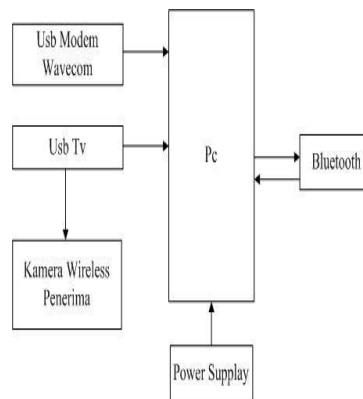 Usb Modem
Wavecom
Usb Tv
Pc
Bluetooth
Kamera Wireless
Penerima
Power Supplay